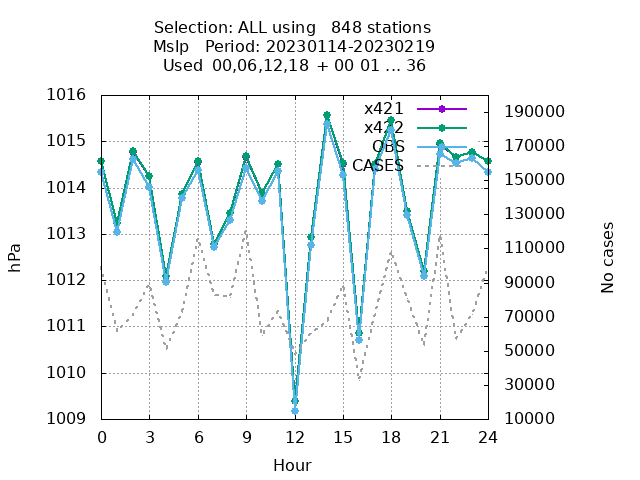 Selection: ALL using   848 stations
Mslp   Period: 20230114-20230219
Used  00,06,12,18 + 00 01 ... 36
1016
1015
1014
1013
1012
1011
1010
1009
hPa
190000
170000
150000
130000
110000
90000
70000
50000
30000
10000
No cases
x421
x422
OBS
CASES
0 3 6 9 12 15 18 21 24
Hour